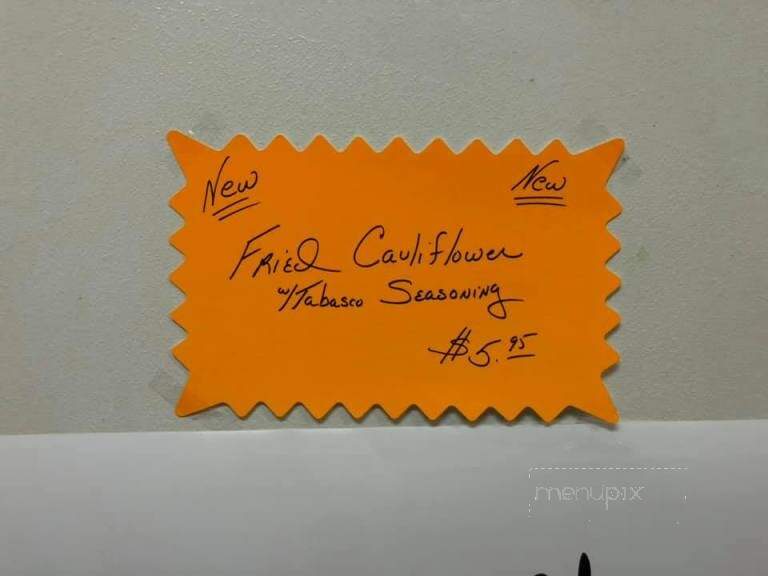 New New
Fried Cauliflower
w/Tabasco Seasoning
$5.95
menupix